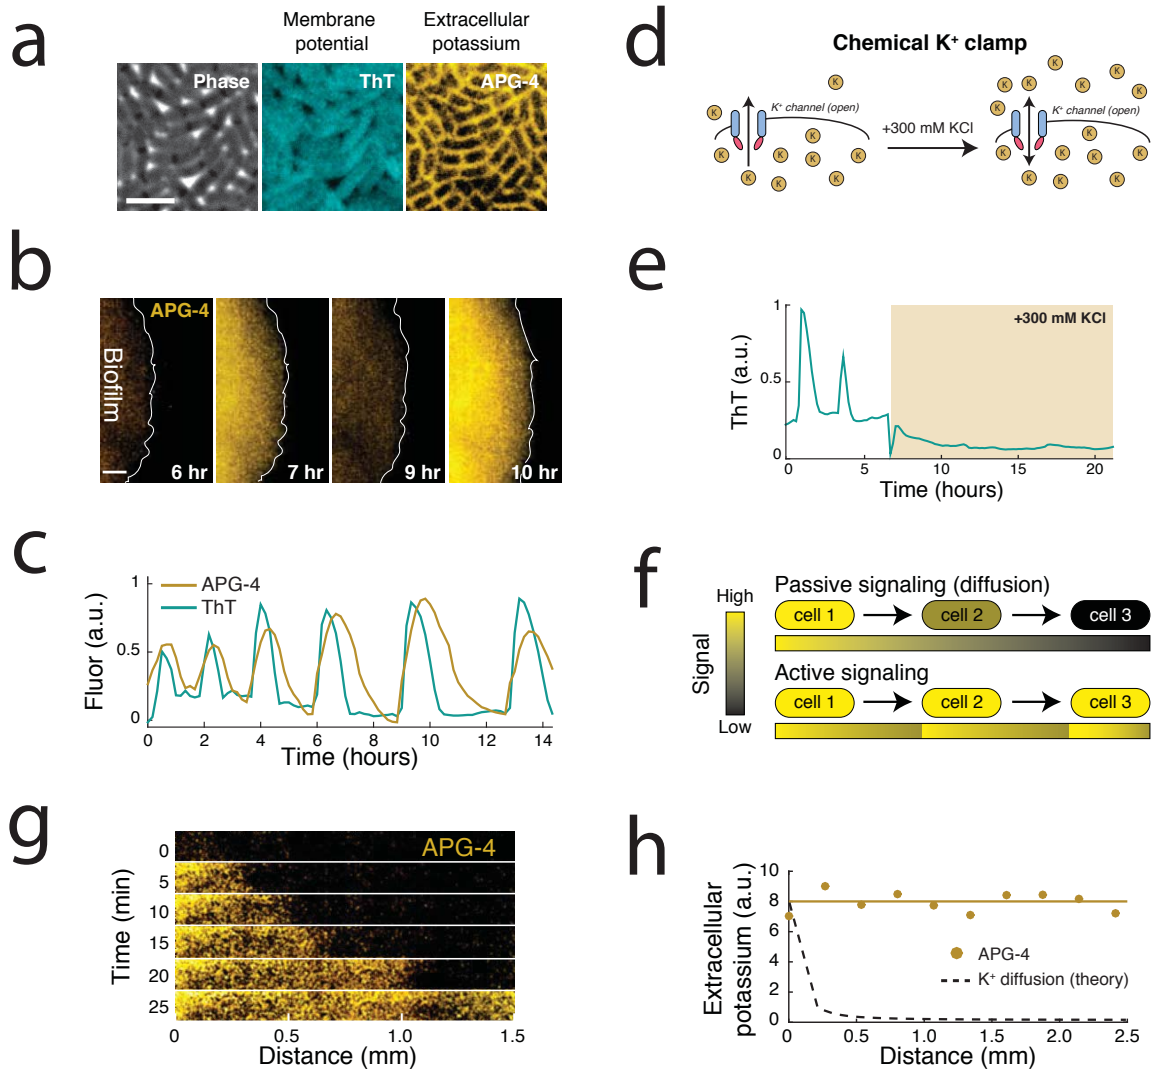 a
Membrane
potential
Extracellular
potassium
Phase
ThT
APG-4
b
APG-4
Biofilm
6 hr
7 hr
9 hr
10 hr
c
APG-4
ThT
Fluor (a.u.)
1
0.5
0
0 2 4 6 8 10 12 14
Time (hours)
d
Chemical K⁺ clamp
K K K K K K
K⁺ channel (open)
+300 mM KCl
K K K K K K K K K K K K
K⁺ channel (open)
e
+300 mM KCl
ThT (a.u.)
1
0.5
0
0 5 10 15 20
Time (hours)
f
High
Signal
Low
Passive signaling (diffusion)
cell 1 cell 2 cell 3
Active signaling
cell 1 cell 2 cell 3
g
APG-4
Time (min)
0
5
10
15
20
25
0 0.5 1.0 1.5
Distance (mm)
h
Extracellular
potassium (a.u.)
10
8
6
4
2
0
APG-4
K⁺ diffusion (theory)
0 0.5 1.0 1.5 2.0 2.5
Distance (mm)